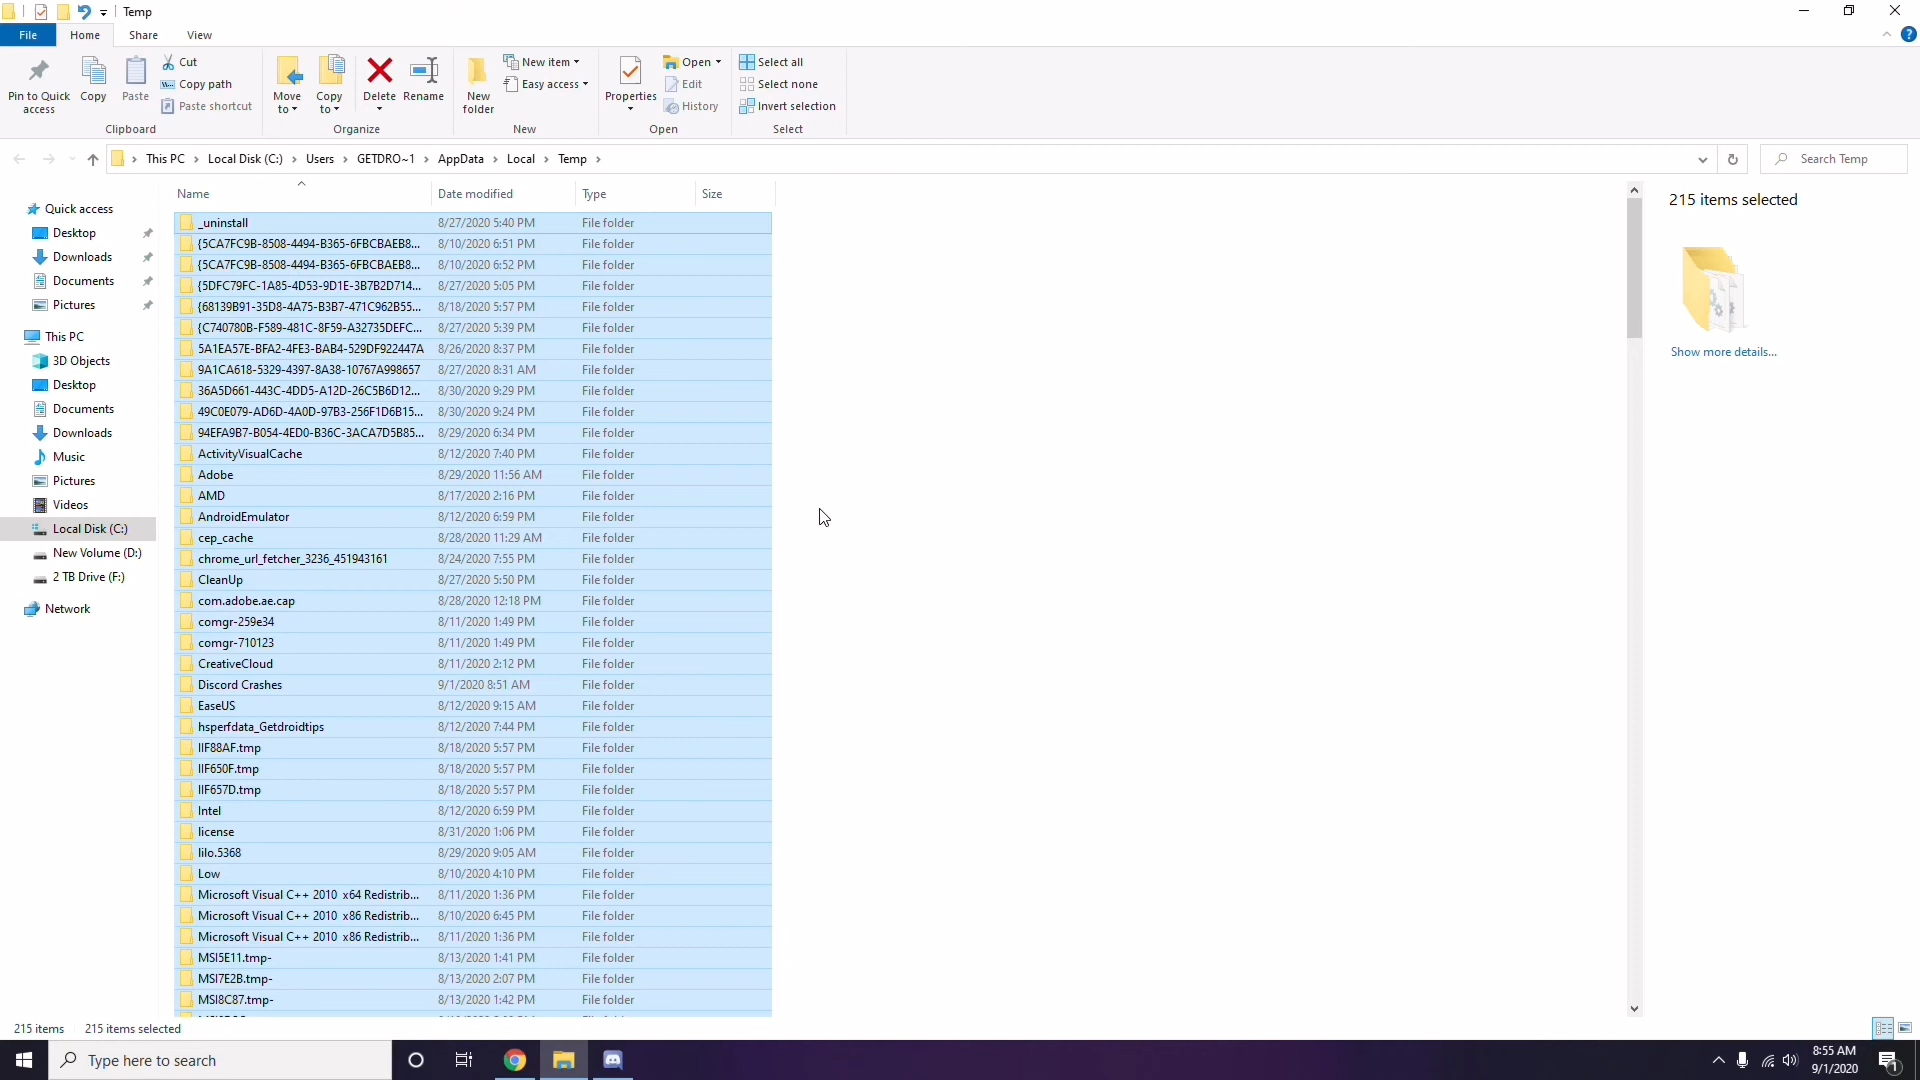 Temp
File Home Share View
Pin to Quick access
Copy
Paste
Cut
Copy path
Paste shortcut
Clipboard
Move to
Copy to
Delete
Rename
Organize
New folder
New item
Easy access
New
Properties
Open
Edit
History
Open
Select all
Select none
Invert selection
Select
This PC > Local Disk (C:) > Users > GETDRO~1 > AppData > Local > Temp >
Search Temp
Quick access
Desktop
Downloads
Documents
Pictures
This PC
3D Objects
Desktop
Documents
Downloads
Music
Pictures
Videos
Local Disk (C:)
New Volume (D:)
2 TB Drive (F:)
Network
Name Date modified Type Size
_uninstall 8/27/2020 5:40 PM File folder
{5CA7FC9B-8508-4494-B365-6FBCBAEB8... 8/10/2020 6:51 PM File folder
{5CA7FC9B-8508-4494-B365-6FBCBAEB8... 8/10/2020 6:52 PM File folder
{5DFC79FC-1A85-4D53-9D1E-3B7B2D714... 8/27/2020 5:05 PM File folder
{68139B91-35D8-4A75-B3B7-471C962B55... 8/18/2020 5:57 PM File folder
{C740780B-F589-481C-8F59-A32735DEFC... 8/27/2020 5:39 PM File folder
5A1EA57E-BFA2-4FE3-BAB4-529DF922447A 8/26/2020 8:37 PM File folder
9A1CA618-5329-4397-8A38-10767A998657 8/27/2020 8:31 AM File folder
36A5D661-443C-4DD5-A12D-26C5B6D12... 8/30/2020 9:29 PM File folder
49C0E079-AD6D-4A0D-97B3-256F1D6B15... 8/30/2020 9:24 PM File folder
94EFA9B7-B054-4ED0-B36C-3ACA7D5B85... 8/29/2020 6:34 PM File folder
ActivityVisualCache 8/12/2020 7:40 PM File folder
Adobe 8/29/2020 11:56 AM File folder
AMD 8/17/2020 2:16 PM File folder
AndroidEmulator 8/12/2020 6:59 PM File folder
cep_cache 8/28/2020 11:29 AM File folder
chrome_url_fetcher_3236_451943161 8/24/2020 7:55 PM File folder
CleanUp 8/27/2020 5:50 PM File folder
com.adobe.ae.cap 8/28/2020 12:18 PM File folder
comgr-259e34 8/11/2020 1:49 PM File folder
comgr-710123 8/11/2020 1:49 PM File folder
CreativeCloud 8/11/2020 2:12 PM File folder
Discord Crashes 9/1/2020 8:51 AM File folder
EaseUS 8/12/2020 9:15 AM File folder
hsperfdata_Getdroidtips 8/12/2020 7:44 PM File folder
IIF88AF.tmp 8/18/2020 5:57 PM File folder
IIF650F.tmp 8/18/2020 5:57 PM File folder
IIF657D.tmp 8/18/2020 5:57 PM File folder
Intel 8/12/2020 6:59 PM File folder
license 8/31/2020 1:06 PM File folder
lilo.5368 8/29/2020 9:05 AM File folder
Low 8/10/2020 4:10 PM File folder
Microsoft Visual C++ 2010 x64 Redistrib... 8/11/2020 1:36 PM File folder
Microsoft Visual C++ 2010 x86 Redistrib... 8/10/2020 6:45 PM File folder
Microsoft Visual C++ 2010 x86 Redistrib... 8/11/2020 1:36 PM File folder
MSI5E11.tmp- 8/13/2020 1:41 PM File folder
MSI7E2B.tmp- 8/13/2020 2:07 PM File folder
MSI8C87.tmp- 8/13/2020 1:42 PM File folder
215 items selected
Show more details...
215 items 215 items selected
Type here to search
8:55 AM
9/1/2020
1